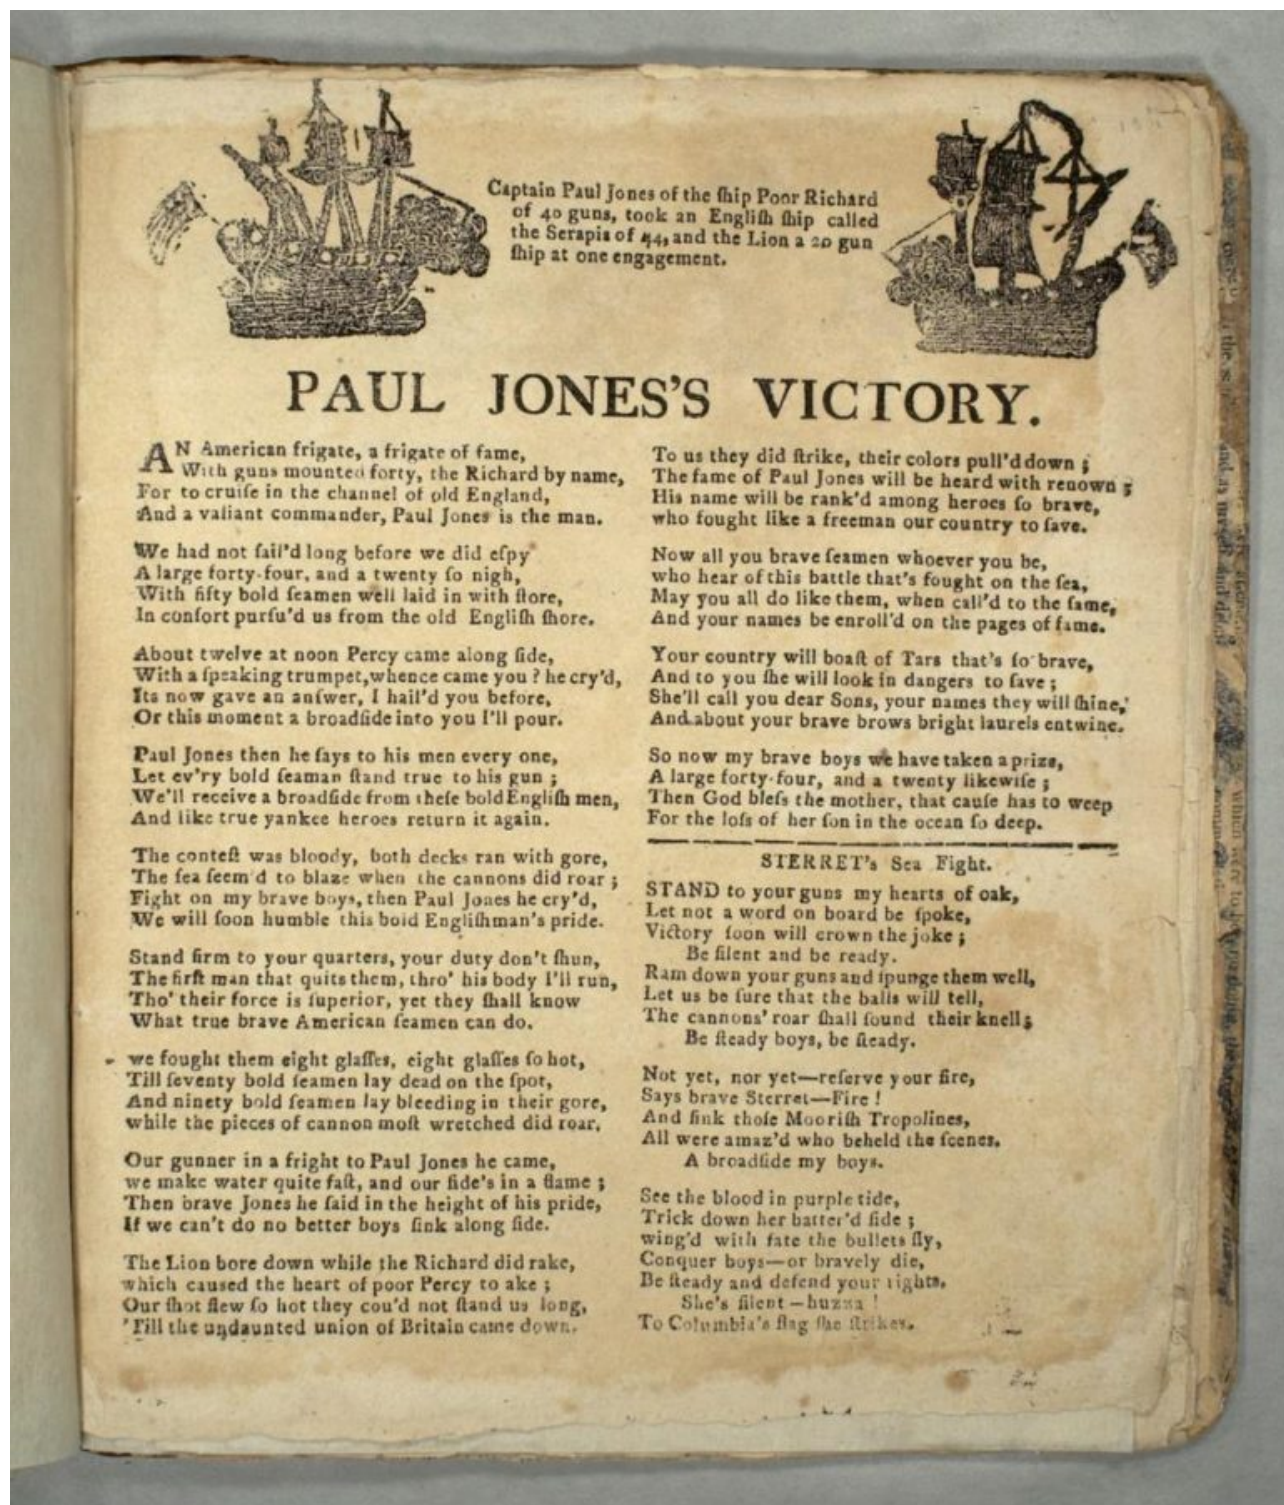 Captain Paul Jones of the ſhip Poor Richard
of 40 guns, took an Engliſh ſhip called
the Serapis of 44, and the Lion a 20 gun
ſhip at one engagement.
PAUL JONES'S VICTORY.
AN American frigate, a frigate of fame,
With guns mounted forty, the Richard by name,
For to cruiſe in the channel of old England,
And a valiant commander, Paul Jones is the man.
We had not ſail'd long before we did eſpy
A large forty-four, and a twenty ſo nigh,
With fifty bold ſeamen well laid in with ſtore,
In conſort purſu'd us from the old Engliſh ſhore.
About twelve at noon Percy came along ſide,
With a ſpeaking trumpet, whence came you ? he cry'd,
Its now gave an anſwer, I hail'd you before,
Or this moment a broadſide into you I'll pour.
Paul Jones then he ſays to his men every one,
Let ev'ry bold ſeaman ſtand true to his gun ;
We'll receive a broadſide from theſe bold Engliſh men,
And like true yankee heroes return it again.
The conteſt was bloody, both decks ran with gore,
The ſea ſeem'd to blaze when the cannons did roar ;
Fight on my brave boys, then Paul Jones he cry'd,
We will ſoon humble this bold Engliſhman's pride.
Stand firm to your quarters, your duty don't ſhun,
The firſt man that quits them, thro' his body I'll run,
Tho' their force is ſuperior, yet they ſhall know
What true brave American ſeamen can do.
we fought them eight glaſſes, eight glaſſes ſo hot,
Till ſeventy bold ſeamen lay dead on the ſpot,
And ninety bold ſeamen lay bleeding in their gore,
while the pieces of cannon moſt wretched did roar.
Our gunner in a fright to Paul Jones he came,
we make water quite faſt, and our ſide's in a flame ;
Then brave Jones he ſaid in the height of his pride,
If we can't do no better boys ſink along ſide.
The Lion bore down while the Richard did rake,
which caused the heart of poor Percy to ake ;
Our ſhot flew ſo hot they cou'd not ſtand us long,
'Till the undaunted union of Britain came down.
To us they did ſtrike, their colors pull'd down ;
The fame of Paul Jones will be heard with renown ;
His name will be rank'd among heroes ſo brave,
who fought like a freeman our country to ſave.
Now all you brave ſeamen whoever you be,
who hear of this battle that's fought on the ſea,
May you all do like them, when call'd to the ſame,
And your names be enroll'd on the pages of fame.
Your country will boaſt of Tars that's ſo brave,
And to you ſhe will look in dangers to ſave ;
She'll call you dear Sons, your names they will ſhine,
And about your brave brows bright laurels entwine.
So now my brave boys we have taken a prize,
A large forty-four, and a twenty likewiſe ;
Then God bleſs the mother, that cauſe has to weep
For the loſs of her ſon in the ocean ſo deep.
STERRET's Sea Fight.
STAND to your guns my hearts of oak,
Let not a word on board be ſpoke,
Victory ſoon will crown the joke ;
Be ſilent and be ready.
Ram down your guns and ſpunge them well,
Let us be ſure that the balls will tell,
The cannons' roar ſhall ſound their knell ;
Be ſteady boys, be ſteady.
Not yet, nor yet—reſerve your fire,
Says brave Sterret—Fire !
And ſink thoſe Mooriſh Tropolines,
All were amaz'd who beheld the ſcenes.
A broadſide my boys.
See the blood in purple tide,
Trick down her batter'd ſide ;
wing'd with fate the bullets fly,
Conquer boys—or bravely die,
Be ſteady and defend your rights.
She's ſilent—huzza !
To Columbia's flag ſhe ſtrikes.